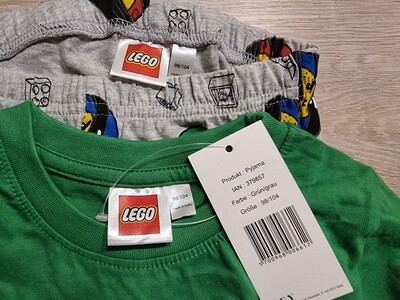 LEGO
98/104
LEGO
98/104
Produkt : Pyjama
IAN : 379857
Farbe : Grün/grau
Größe : 98/104